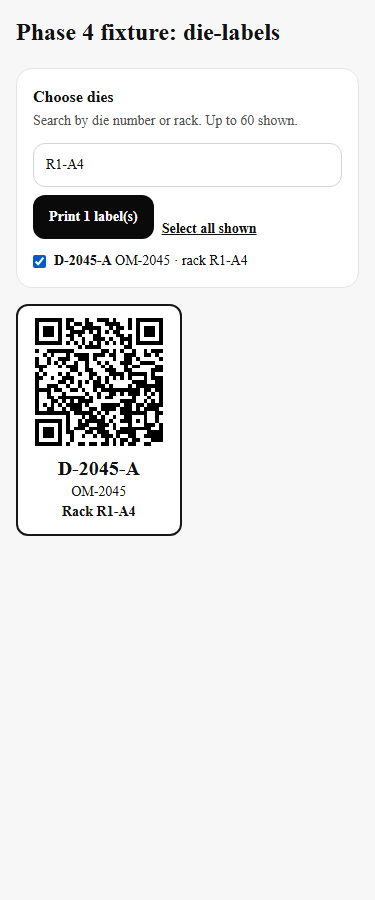 Phase 4 fixture: die-labels
Choose dies
Search by die number or rack. Up to 60 shown.
R1-A4
Print 1 label(s)
Select all shown
D-2045-A OM-2045 · rack R1-A4
D-2045-A
OM-2045
Rack R1-A4